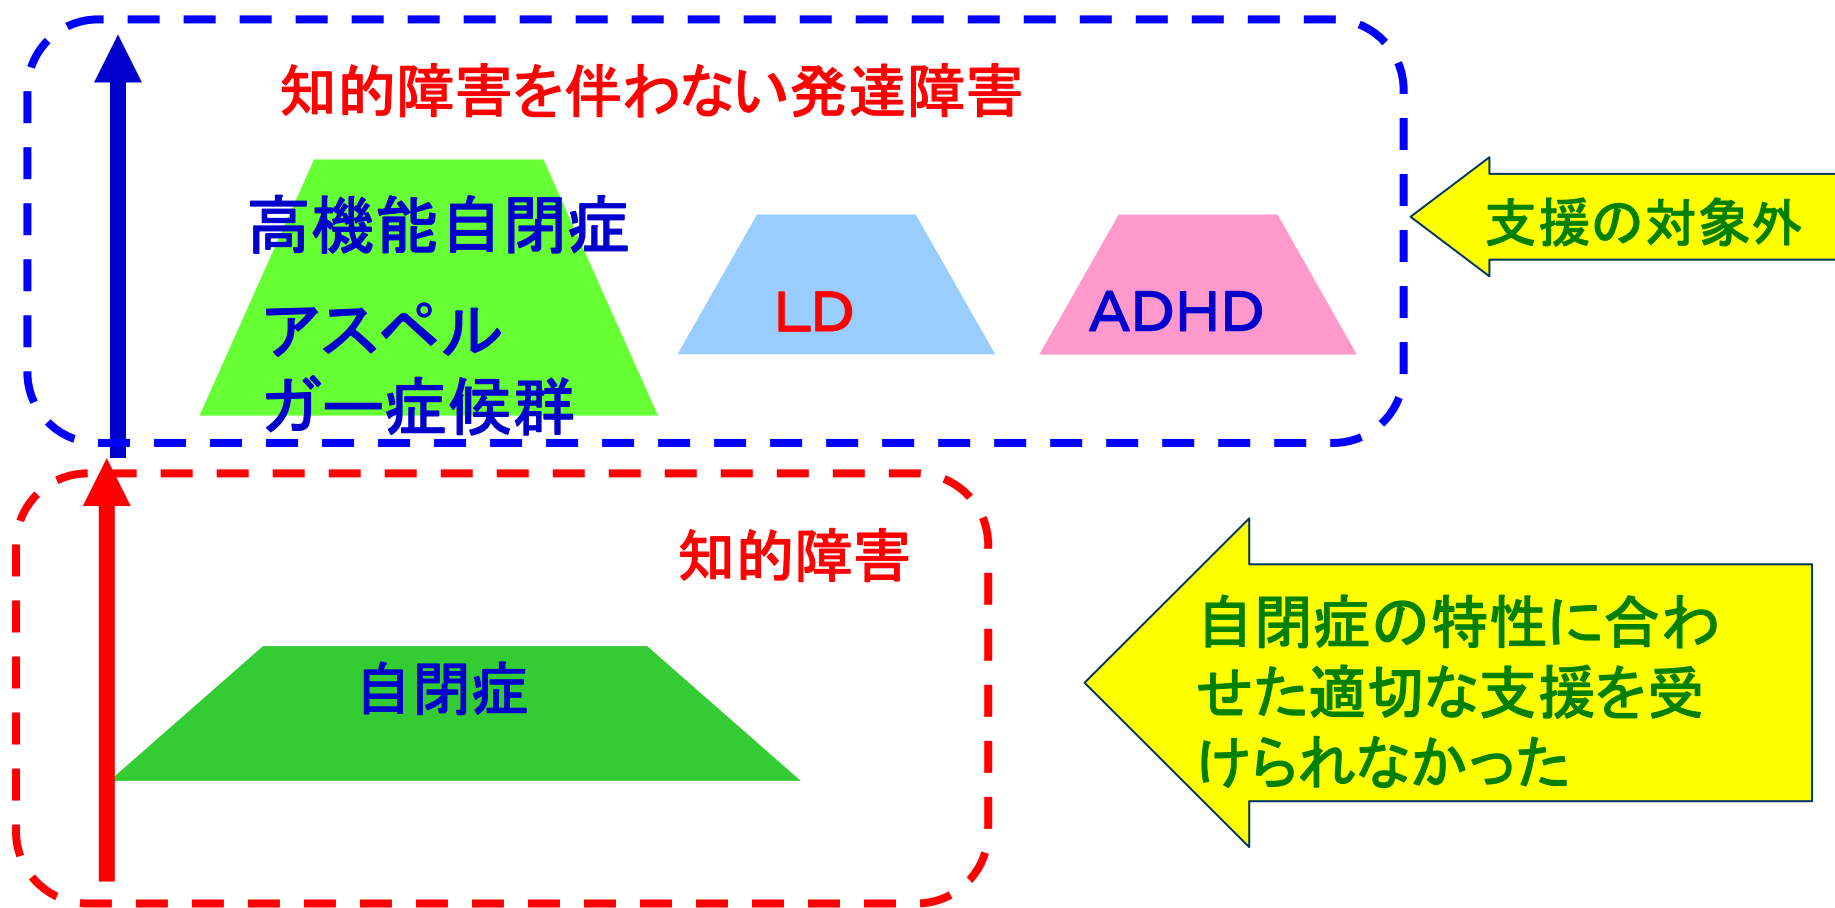 知的障害を伴わない発達障害
高機能自閉症
アスペル
ガー症候群
LD
ADHD
支援の対象外
知的障害
自閉症
自閉症の特性に合わ
せた適切な支援を受
けられなかった